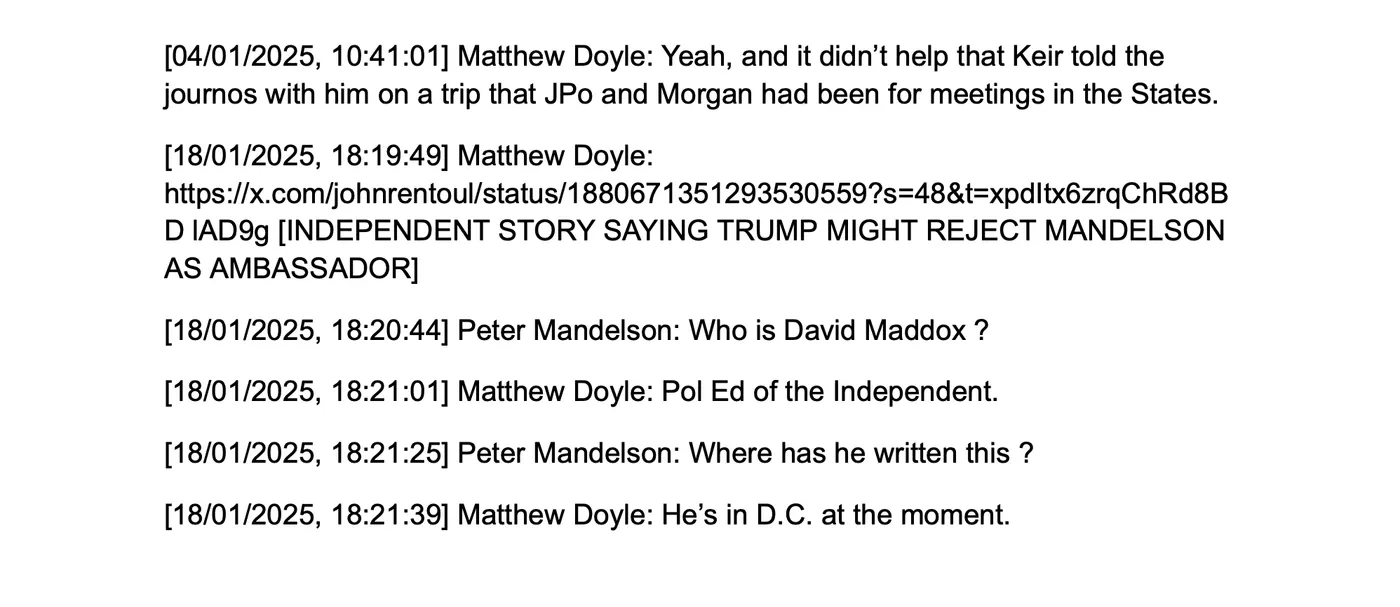 [04/01/2025, 10:41:01] Matthew Doyle: Yeah, and it didn’t help that Keir told the
journos with him on a trip that JPo and Morgan had been for meetings in the States.
[18/01/2025, 18:19:49] Matthew Doyle:
https://x.com/johnrentoul/status/1880671351293530559?s=48&t=xpdItx6zrqChRd8B
D lAD9g [INDEPENDENT STORY SAYING TRUMP MIGHT REJECT MANDELSON
AS AMBASSADOR]
[18/01/2025, 18:20:44] Peter Mandelson: Who is David Maddox ?
[18/01/2025, 18:21:01] Matthew Doyle: Pol Ed of the Independent.
[18/01/2025, 18:21:25] Peter Mandelson: Where has he written this ?
[18/01/2025, 18:21:39] Matthew Doyle: He’s in D.C. at the moment.